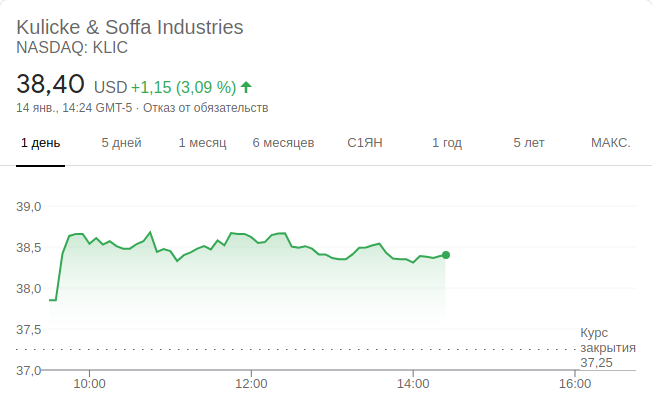 Kulicke & Soffa Industries
NASDAQ: KLIC
38,40 USD +1,15 (3,09 %)
14 янв., 14:24 GMT-5 · Отказ от обязательств
1 день 5 дней 1 месяц 6 месяцев С1ЯН 1 год 5 лет МАКС.
39,0
38,5
38,0
37,5
Курс
закрытия
37,25
37,0
10:00 12:00 14:00 16:00